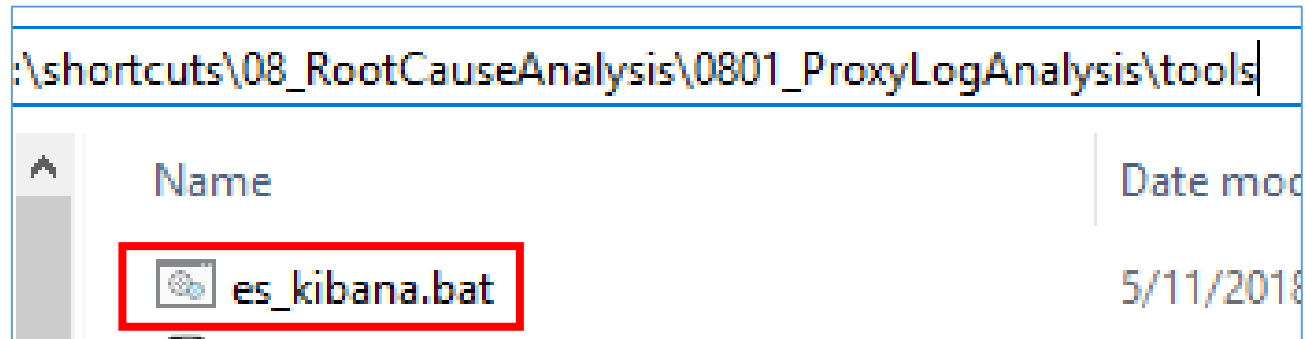 :\shortcuts\08_RootCauseAnalysis\0801_ProxyLogAnalysis\tools
Name Date mod
es_kibana.bat 5/11/2018